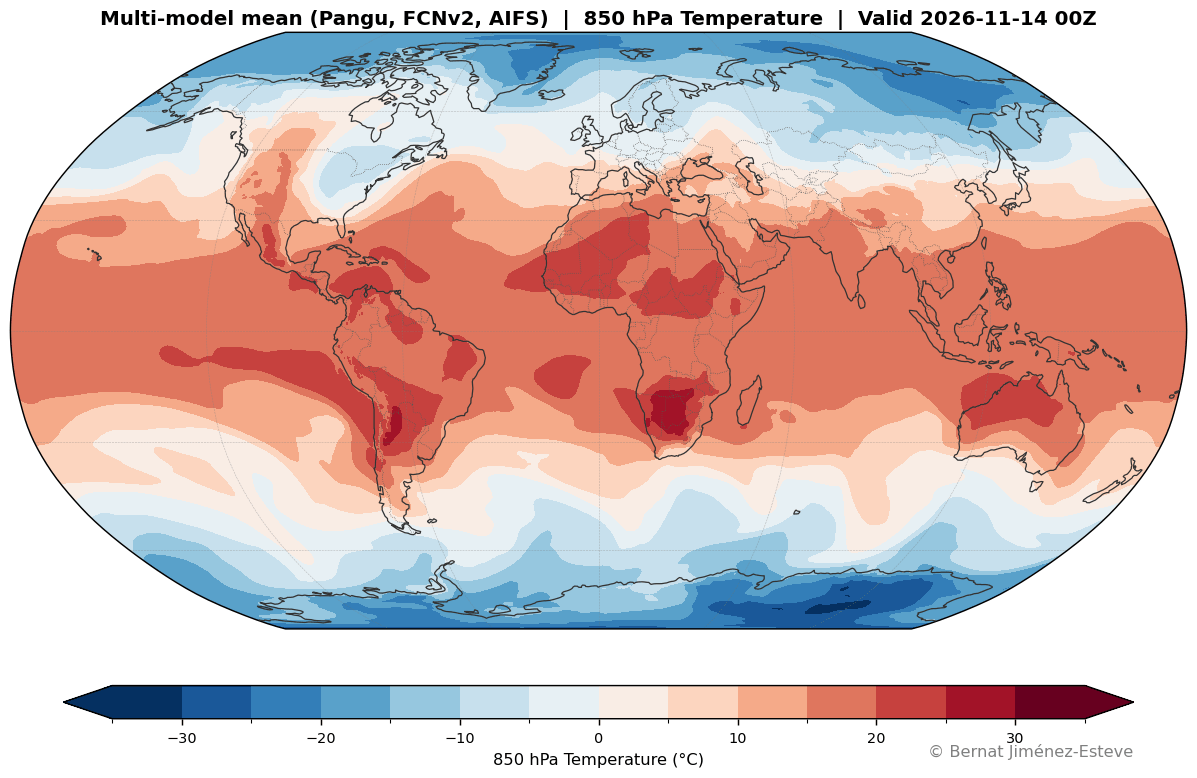 Multi-model mean (Pangu, FCNv2, AIFS)  |  850 hPa Temperature  |  Valid 2026-11-14 00Z
−30 −20 −10 0 10 20 30
850 hPa Temperature (°C)
© Bernat Jiménez-Esteve